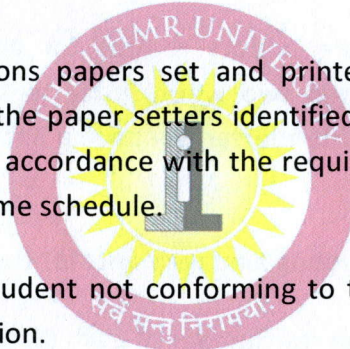 THE IIHMR UNIVERSITY
ons papers set and printe
the paper setters identified
accordance with the requi
me schedule.
udent not conforming to t
सर्वे सन्तु निरामयाः
ion.